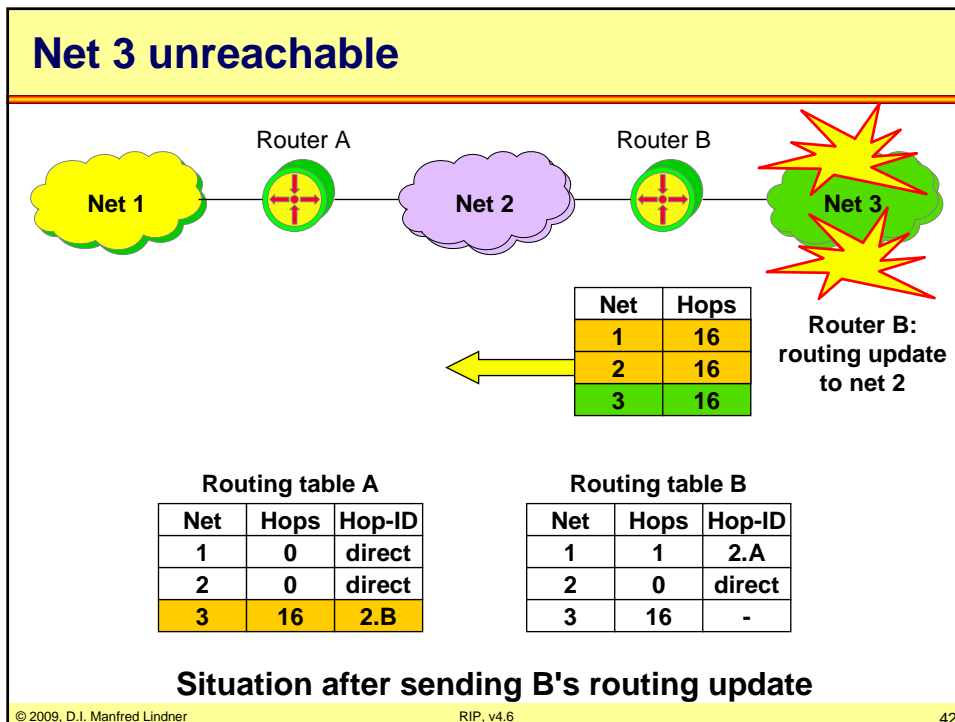 Net 3 unreachable
Router A
Router B
Net 1
Net 2
Net 3
Net Hops
1 16
2 16
3 16
Router B:
routing update
to net 2
Routing table A
Net Hops Hop-ID
1 0 direct
2 0 direct
3 16 2.B
Routing table B
Net Hops Hop-ID
1 1 2.A
2 0 direct
3 16 -
Situation after sending B's routing update
© 2009, D.I. Manfred Lindner
RIP, v4.6
42